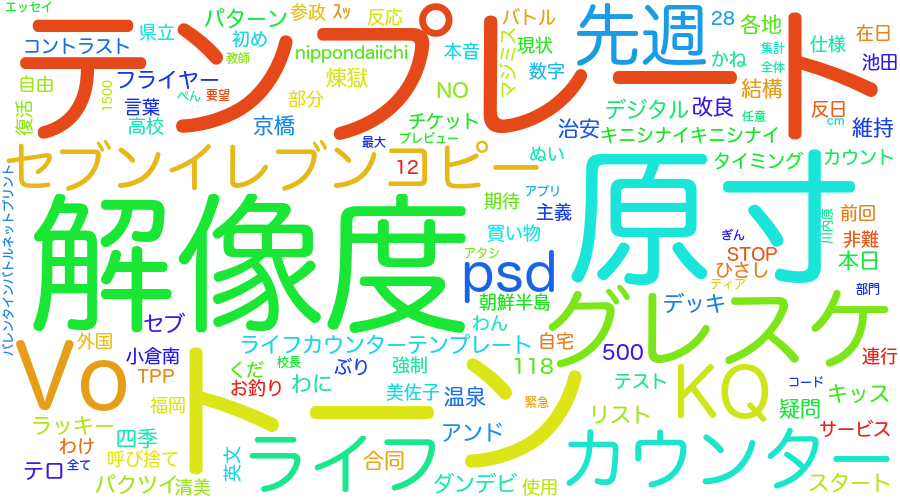 エッセイ
テンプレート
先週
28
各地
在日
パターン
参政
ｽｯ
反応
バトル
県立
初め
コントラスト
教師
nippondaiichi
本音
マジミス
現状
かね
集計
全体
仕様
池田
自由
フライヤー
1500
ぺん
要望
煉獄
部分
NO
数字
結構
復活
言葉
高校
京橋
チケット
プレビュー
最大
デジタル
改良
任意
反日
cm
治安
キニシナイキニシナイ
維持
セブンイレブンコピー
12
ぬい
タイミング
カウント
バレンタインバトルネットプリント
解像度
期待
アプリ
主義
買い物
原寸
川内原
前回
非難
ぎん
STOP
ひさし
本日
アタシ
psd
ティア
部門
朝鮮半島
デッキ
セブ
わん
グレスケ
外国
Vo
小倉南
TPP
トーン
ライフカウンターテンプレート
自宅
500
連行
くだ
校長
ぶり
強制
118
お釣り
わに
美佐子
温泉
緊急
テスト
KQ
コード
キッス
福岡
リスト
疑問
ラッキー
わけ
四季
アンド
サービス
テロ
全て
呼び捨て
英文
ライフ
合同
カウンター
パクツイ
清美
ダンデビ
使用
スタート